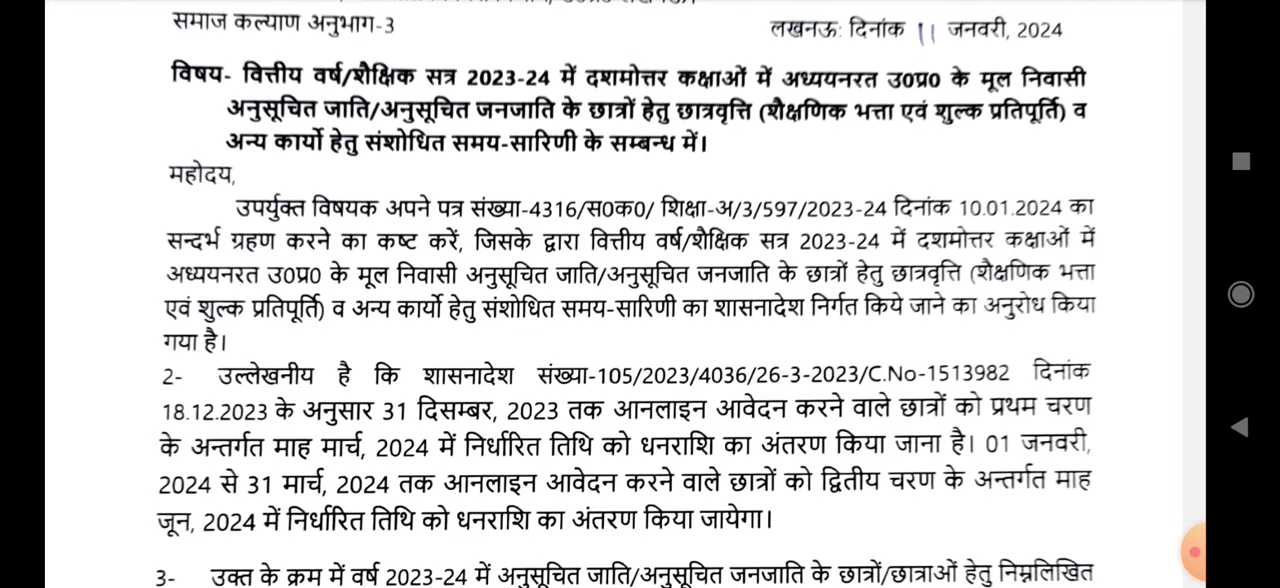 समाज कल्याण अनुभाग-3 लखनऊः दिनांक 11 जनवरी, 2024
विषय- वित्तीय वर्ष/शैक्षिक सत्र 2023-24 में दशमोत्तर कक्षाओं में अध्ययनरत उ0प्र0 के मूल निवासी
अनुसूचित जाति/अनुसूचित जनजाति के छात्रों हेतु छात्रवृत्ति (शैक्षणिक भत्ता एवं शुल्क प्रतिपूर्ति) व
अन्य कार्यो हेतु संशोधित समय-सारिणी के सम्बन्ध में।
महोदय,
उपर्युक्त विषयक अपने पत्र संख्या-4316/स0क0/ शिक्षा-अ/3/597/2023-24 दिनांक 10.01.2024 का
सन्दर्भ ग्रहण करने का कष्ट करें, जिसके द्वारा वित्तीय वर्ष/शैक्षिक सत्र 2023-24 में दशमोत्तर कक्षाओं में
अध्ययनरत उ0प्र0 के मूल निवासी अनुसूचित जाति/अनुसूचित जनजाति के छात्रों हेतु छात्रवृत्ति (शैक्षणिक भत्ता
एवं शुल्क प्रतिपूर्ति) व अन्य कार्यो हेतु संशोधित समय-सारिणी का शासनादेश निर्गत किये जाने का अनुरोध किया
गया है।
2- उल्लेखनीय है कि शासनादेश संख्या-105/2023/4036/26-3-2023/C.No-1513982 दिनांक
18.12.2023 के अनुसार 31 दिसम्बर, 2023 तक आनलाइन आवेदन करने वाले छात्रों को प्रथम चरण
के अन्तर्गत माह मार्च, 2024 में निर्धारित तिथि को धनराशि का अंतरण किया जाना है। 01 जनवरी,
2024 से 31 मार्च, 2024 तक आनलाइन आवेदन करने वाले छात्रों को द्वितीय चरण के अन्तर्गत माह
जून, 2024 में निर्धारित तिथि को धनराशि का अंतरण किया जायेगा।
3- उक्त के क्रम में वर्ष 2023-24 में अनुसूचित जाति/अनुसूचित जनजाति के छात्रों/छात्राओं हेतु निम्नलिखित